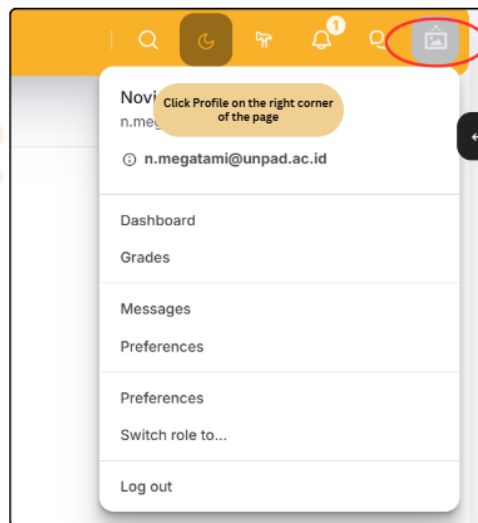 1
Novi
Click Profile on the right corner
of the page
n.meg
n.megatami@unpad.ac.id
Dashboard
Grades
Messages
Preferences
Preferences
Switch role to...
Log out